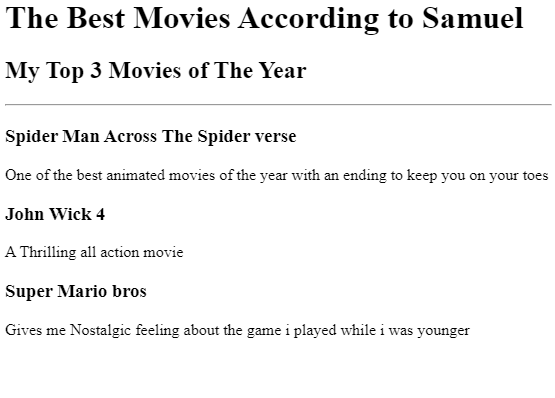 The Best Movies According to Samuel
My Top 3 Movies of The Year
Spider Man Across The Spider verse
One of the best animated movies of the year with an ending to keep you on your toes
John Wick 4
A Thrilling all action movie
Super Mario bros
Gives me Nostalgic feeling about the game i played while i was younger